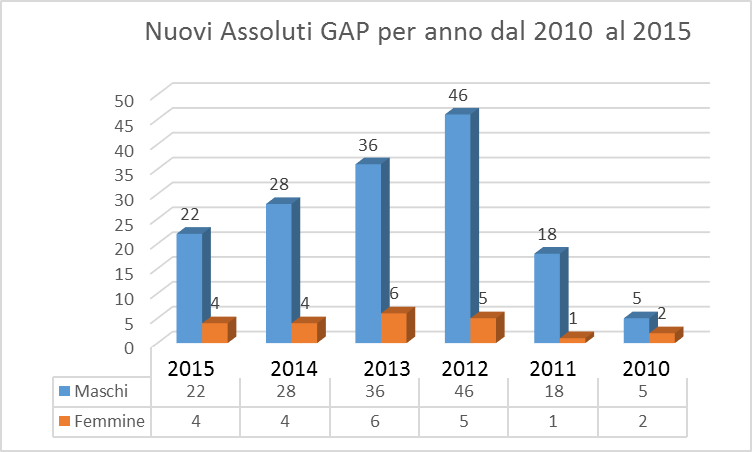 Nuovi Assoluti GAP per anno dal 2010 al 2015
50
45
40
35
30
25
20
15
10
5
0
22 4 28 4 36 6 46 5 18 1 5 2
2015 2014 2013 2012 2011 2010
Maschi 22 28 36 46 18 5
Femmine 4 4 6 5 1 2